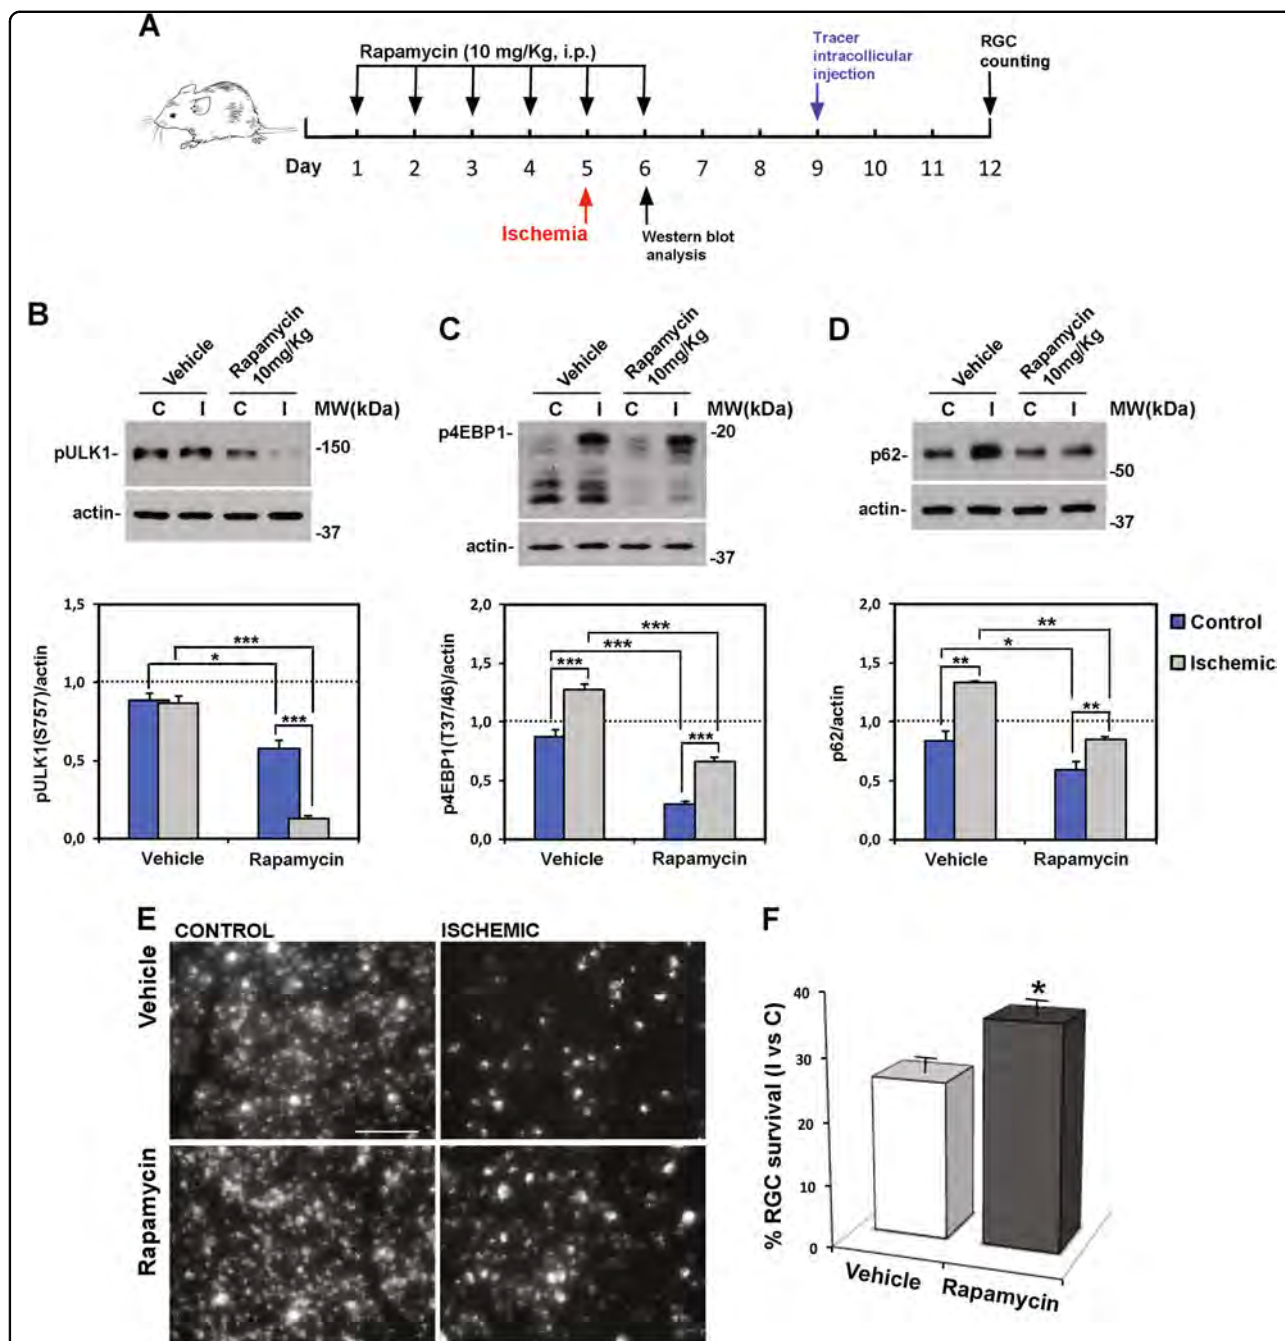 A
Rapamycin (10 mg/Kg, i.p.)
Tracer
intracollicular
injection
RGC
counting
Day 1 2 3 4 5 6 7 8 9 10 11 12
Ischemia
Western blot
analysis
B
Vehicle
Rapamycin
10mg/Kg
C I C I MW(kDa)
pULK1- -150
actin-
-37
pULK1(S757)/actin
1,5
1,0
0,5
0,0
***
*
***
Vehicle Rapamycin
C
Vehicle
Rapamycin
10mg/Kg
C I C I MW(kDa)
p4EBP1- -20
actin-
-37
p4EBP1(T37/46)/actin
2,0
1,5
1,0
0,5
0,0
***
***
***
***
Vehicle Rapamycin
D
Vehicle
Rapamycin
10mg/Kg
C I C I MW(kDa)
p62-
-50
actin-
-37
p62/actin
2,0
1,5
1,0
0,5
0,0
**
*
**
**
Vehicle Rapamycin
Control
Ischemic
E
CONTROL ISCHEMIC
Vehicle
Rapamycin
F
% RGC survival (I vs C)
40
30
20
10
0
*
Vehicle
Rapamycin